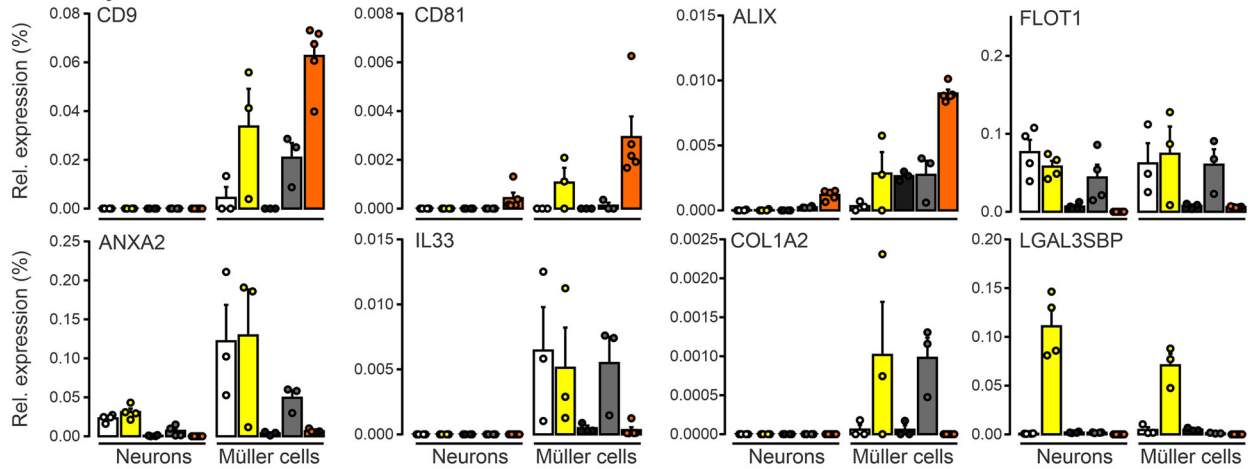 CD9
CD81
ALIX
FLOT1
Rel. expression (%)
0.08
0.06
0.04
0.02
0.00
0.008
0.006
0.004
0.002
0.000
0.015
0.010
0.005
0.000
0.2
0.1
0.0
ANXA2
IL33
COL1A2
LGAL3SBP
Rel. expression (%)
0.25
0.20
0.15
0.10
0.05
0.00
0.015
0.010
0.005
0.000
0.0025
0.0020
0.0015
0.0010
0.0005
0.0000
0.20
0.15
0.10
0.05
0.00
Neurons Müller cells
Neurons Müller cells
Neurons Müller cells
Neurons Müller cells